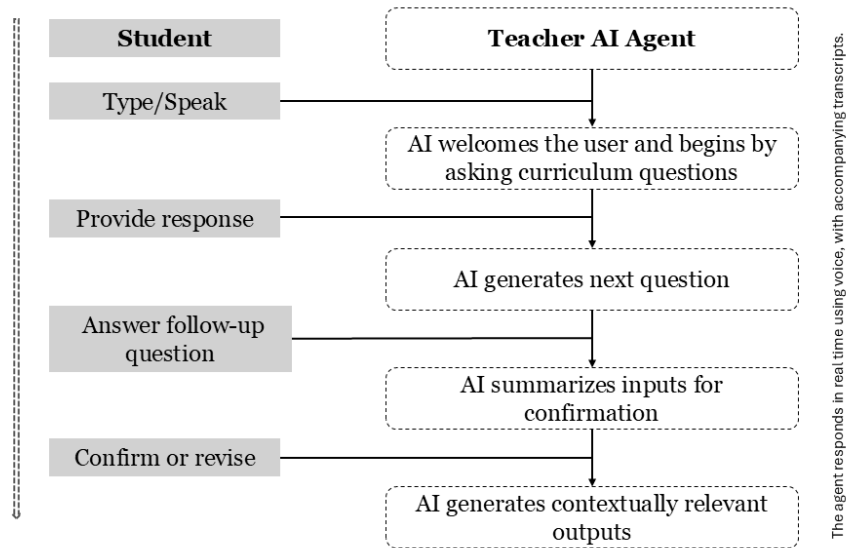 Student
Teacher AI Agent
Type/Speak
AI welcomes the user and begins by
asking curriculum questions
Provide response
AI generates next question
Answer follow-up
question
AI summarizes inputs for
confirmation
Confirm or revise
AI generates contextually relevant
outputs
The agent responds in real time using voice, with accompanying transcripts.